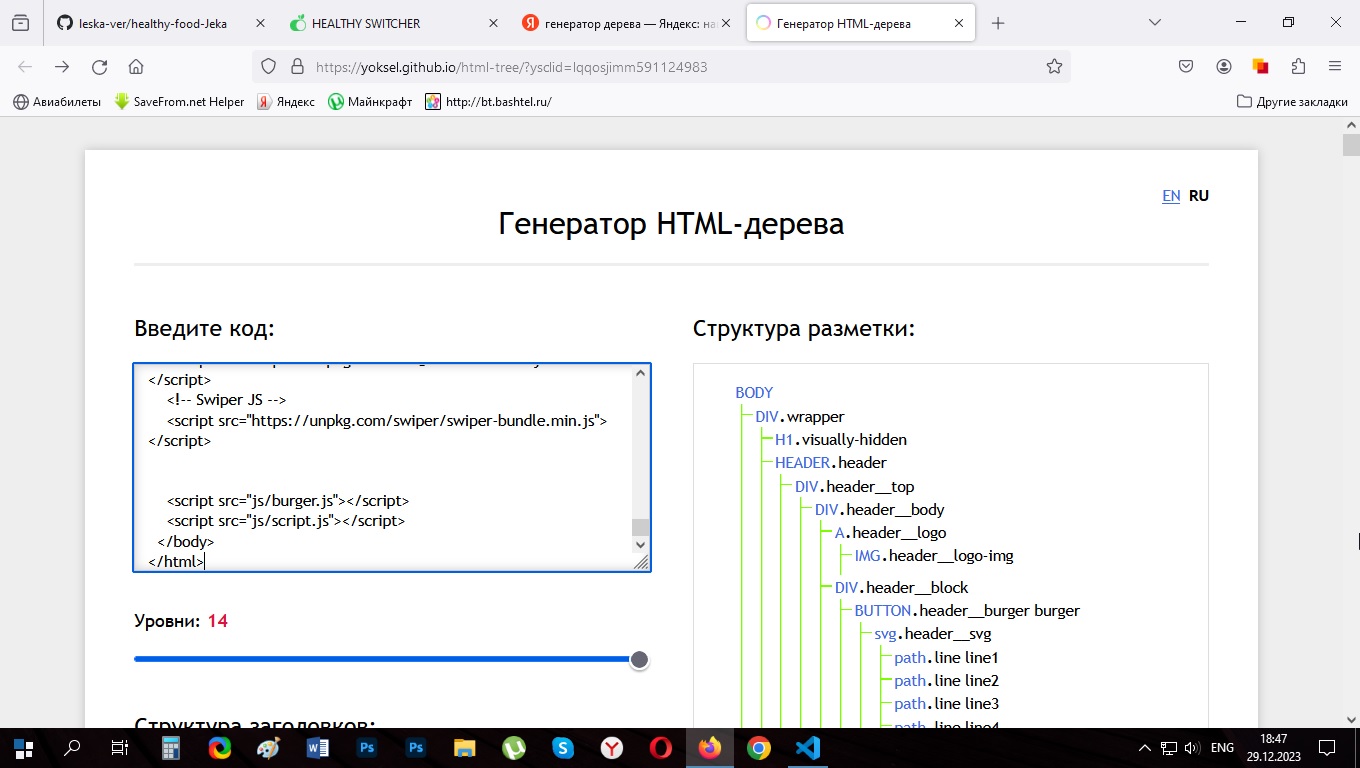 leska-ver/healthy-food-Jeka
HEALTHY SWITCHER
генератор дерева — Яндекс: на
Генератор HTML-дерева
https://yoksel.github.io/html-tree/?ysclid=lqqosjimm591124983
Авиабилеты
SaveFrom.net Helper
Яндекс
Майнкрафт
http://bt.bashtel.ru/
Другие закладки
EN RU
Генератор HTML-дерева
Введите код:
</script>
<!-- Swiper JS -->
<script src="https://unpkg.com/swiper/swiper-bundle.min.js">
</script>
<script src="js/burger.js"></script>
<script src="js/script.js"></script>
</body>
</html>
Уровни: 14
Структура заголовков:
Структура разметки:
BODY
DIV.wrapper
H1.visually-hidden
HEADER.header
DIV.header__top
DIV.header__body
A.header__logo
IMG.header__logo-img
DIV.header__block
BUTTON.header__burger burger
svg.header__svg
path.line line1
path.line line2
path.line line3
path.line line4
ENG
18:47
29.12.2023